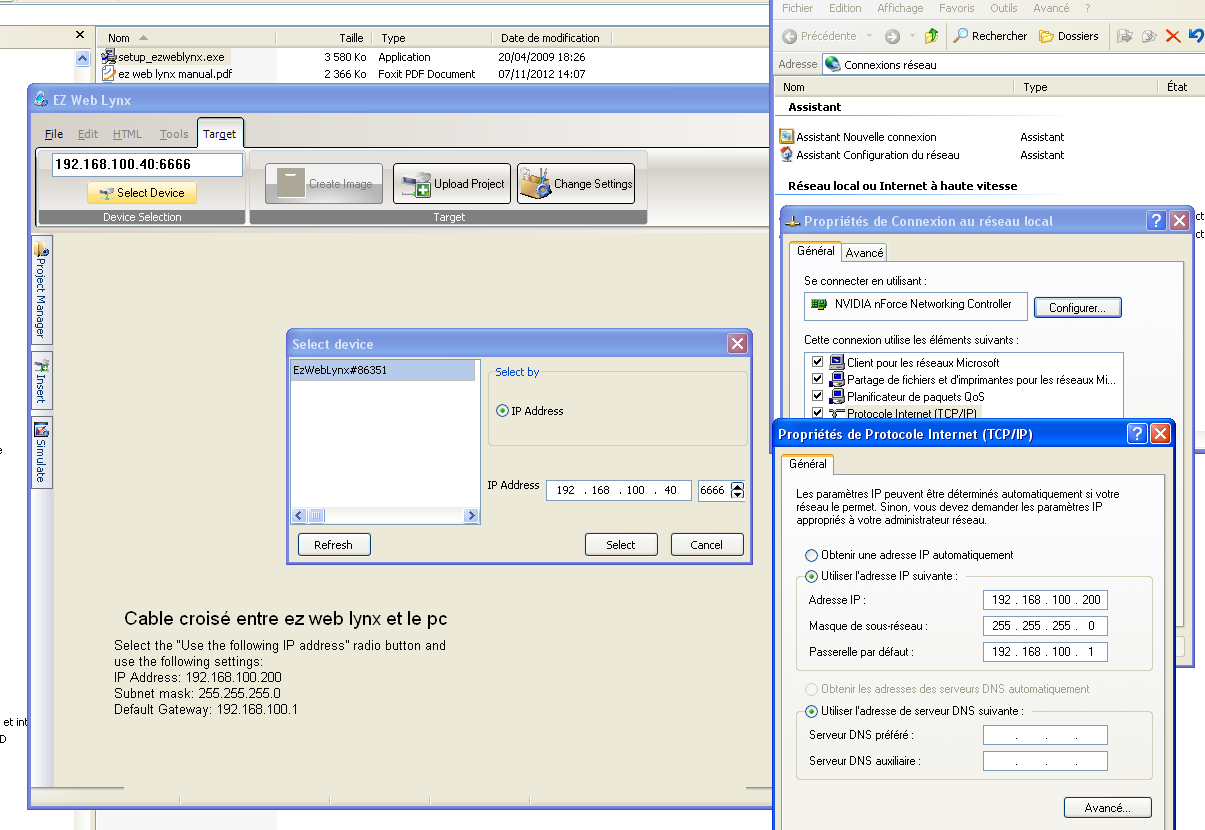 Nom Taille Type Date de modification
setup_ezweblynx.exe 3 580 Ko Application 20/04/2009 18:26
ez web lynx manual.pdf 2 366 Ko Foxit PDF Document 07/11/2012 14:07
EZ Web Lynx
File Edit HTML Tools Target
192.168.100.40:6666
Select Device
Device Selection
Create Image
Upload Project
Change Settings
Target
Project Manager
Insert
Simulate
Select device
EzWebLynx#86351
Select by
IP Address
IP Address 192 . 168 . 100 . 40 6666
Refresh
Select
Cancel
Cable croisé entre ez web lynx et le pc
Select the "Use the following IP address" radio button and
use the following settings:
IP Address: 192.168.100.200
Subnet mask: 255.255.255.0
Default Gateway: 192.168.100.1
et int
D
Fichier Edition Affichage Favoris Outils Avancé ?
Précédente Rechercher Dossiers
Adresse Connexions réseau
Nom Type État
Assistant
Assistant Nouvelle connexion Assistant
Assistant Configuration du réseau Assistant
Réseau local ou Internet à haute vitesse
ct
ct
Propriétés de Connexion au réseau local
Général Avancé
Se connecter en utilisant :
NVIDIA nForce Networking Controller
Configurer...
Cette connexion utilise les éléments suivants :
Client pour les réseaux Microsoft
Partage de fichiers et d'imprimantes pour les réseaux Mi...
Planificateur de paquets QoS
Protocole Internet (TCP/IP)
Propriétés de Protocole Internet (TCP/IP)
Général
Les paramètres IP peuvent être déterminés automatiquement si votre
réseau le permet. Sinon, vous devez demander les paramètres IP
appropriés à votre administrateur réseau.
Obtenir une adresse IP automatiquement
Utiliser l'adresse IP suivante :
Adresse IP : 192 . 168 . 100 . 200
Masque de sous-réseau : 255 . 255 . 255 . 0
Passerelle par défaut : 192 . 168 . 100 . 1
Obtenir les adresses des serveurs DNS automatiquement
Utiliser l'adresse de serveur DNS suivante :
Serveur DNS préféré : . . .
Serveur DNS auxiliaire : . . .
Avancé...